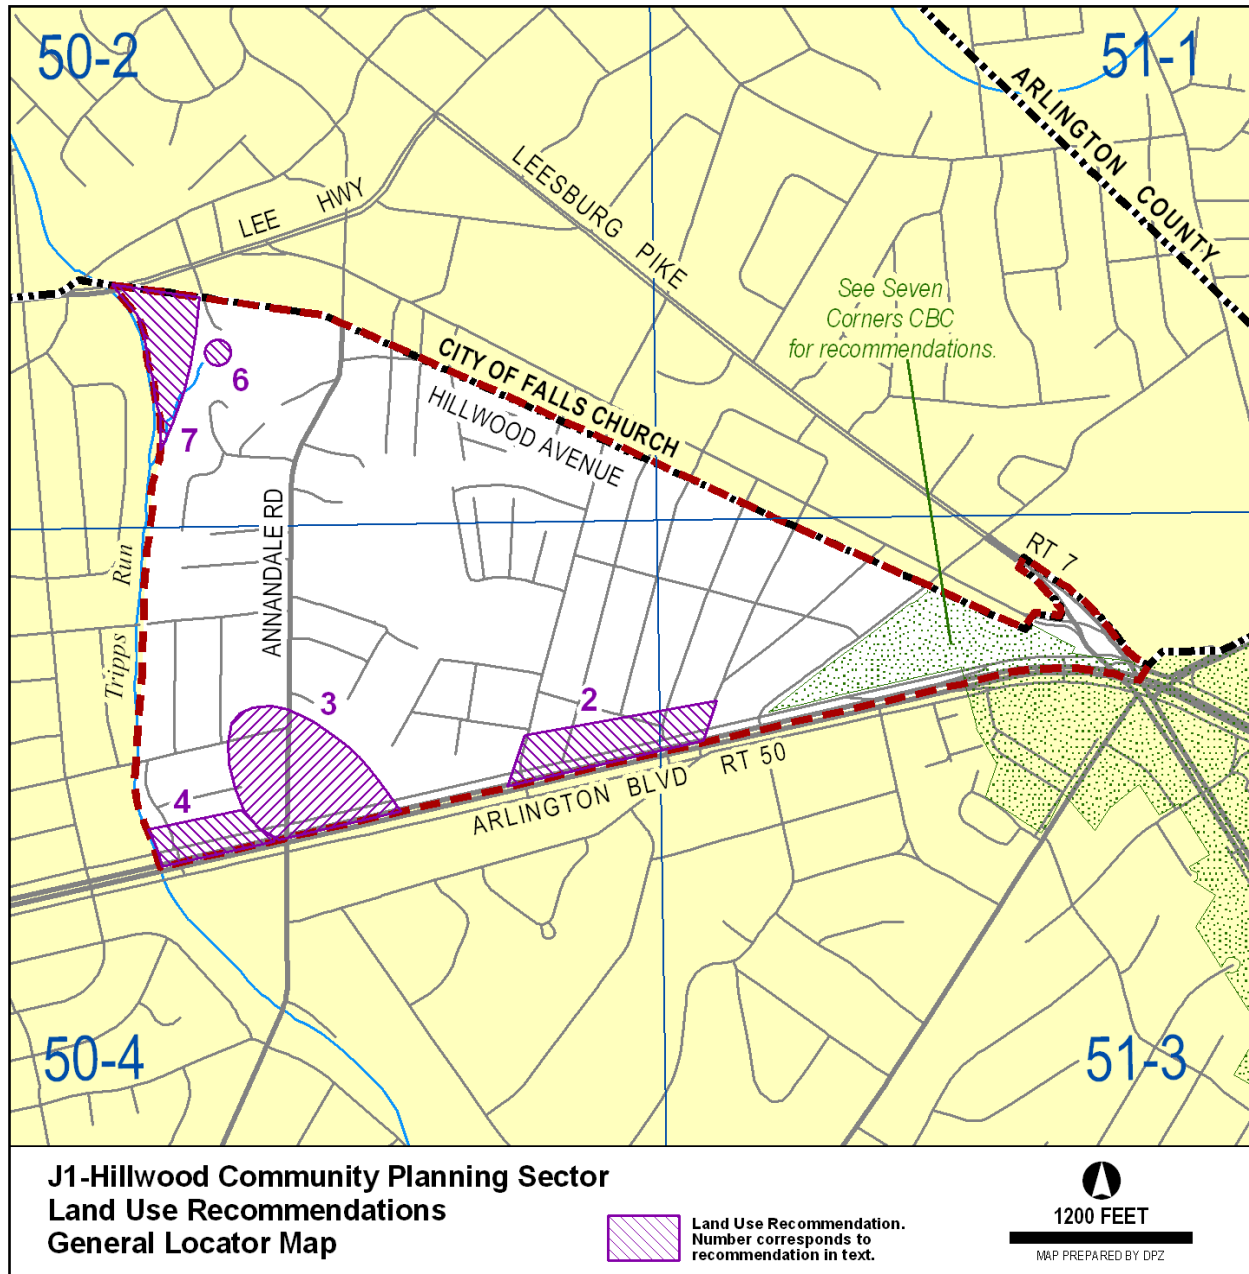 50-2
51-1
ARLINGTON COUNTY
LEESBURG PIKE
LEE HWY
See Seven
Corners CBC
for recommendations.
CITY OF FALLS CHURCH
HILLWOOD AVENUE
6
7
ANNANDALE RD
RT 7
Tripps Run
3
2
4
ARLINGTON BLVD RT 50
50-4
51-3
J1-Hillwood Community Planning Sector
Land Use Recommendations
General Locator Map
Land Use Recommendation.
Number corresponds to
recommendation in text.
1200 FEET
MAP PREPARED BY DPZ